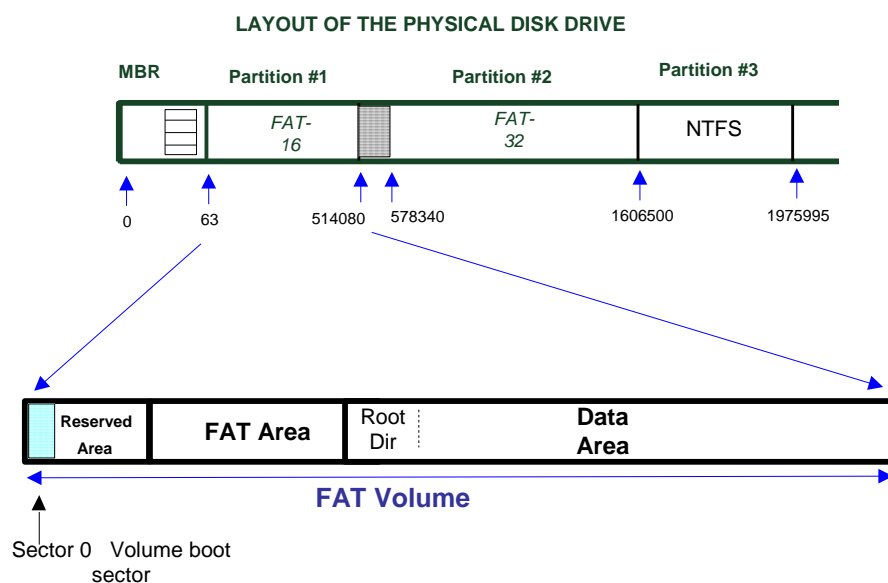 LAYOUT OF THE PHYSICAL DISK DRIVE
MBR
Partition #1
Partition #2
Partition #3
FAT-
16
FAT-
32
NTFS
0
63
514080
578340
1606500
1975995
Reserved
Area
FAT Area
Root
Dir
Data
Area
FAT Volume
Sector 0 Volume boot
sector